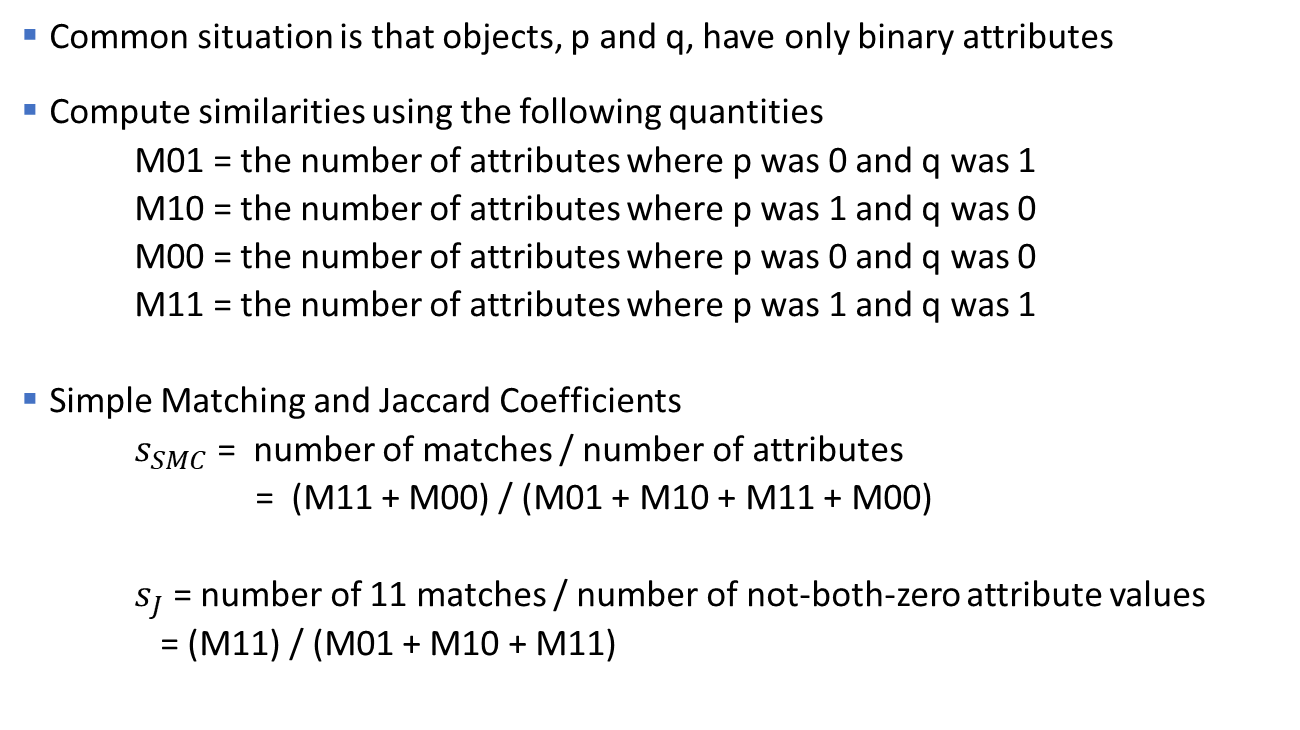 ▪ Common situation is that objects, p and q, have only binary attributes
▪ Compute similarities using the following quantities
M01 = the number of attributes where p was 0 and q was 1
M10 = the number of attributes where p was 1 and q was 0
M00 = the number of attributes where p was 0 and q was 0
M11 = the number of attributes where p was 1 and q was 1
▪ Simple Matching and Jaccard Coefficients
s_SMC = number of matches / number of attributes
= (M11 + M00) / (M01 + M10 + M11 + M00)
s_J = number of 11 matches / number of not-both-zero attribute values
= (M11) / (M01 + M10 + M11)